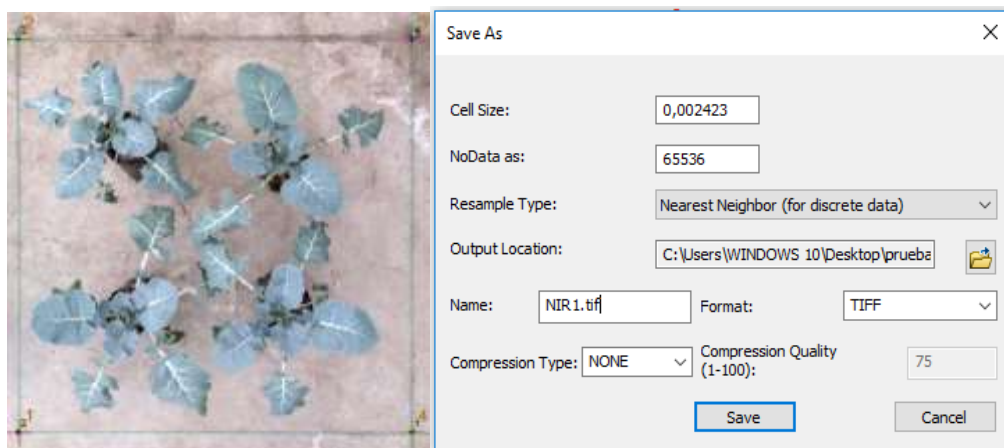 Save As
Cell Size:
0,002423
NoData as:
65536
Resample Type:
Nearest Neighbor (for discrete data)
Output Location:
C:\Users\WINDOWS 10\Desktop\prueba
Name:
NIR1.tif
Format:
TIFF
Compression Type:
NONE
Compression Quality
(1-100):
75
Save
Cancel
1
4